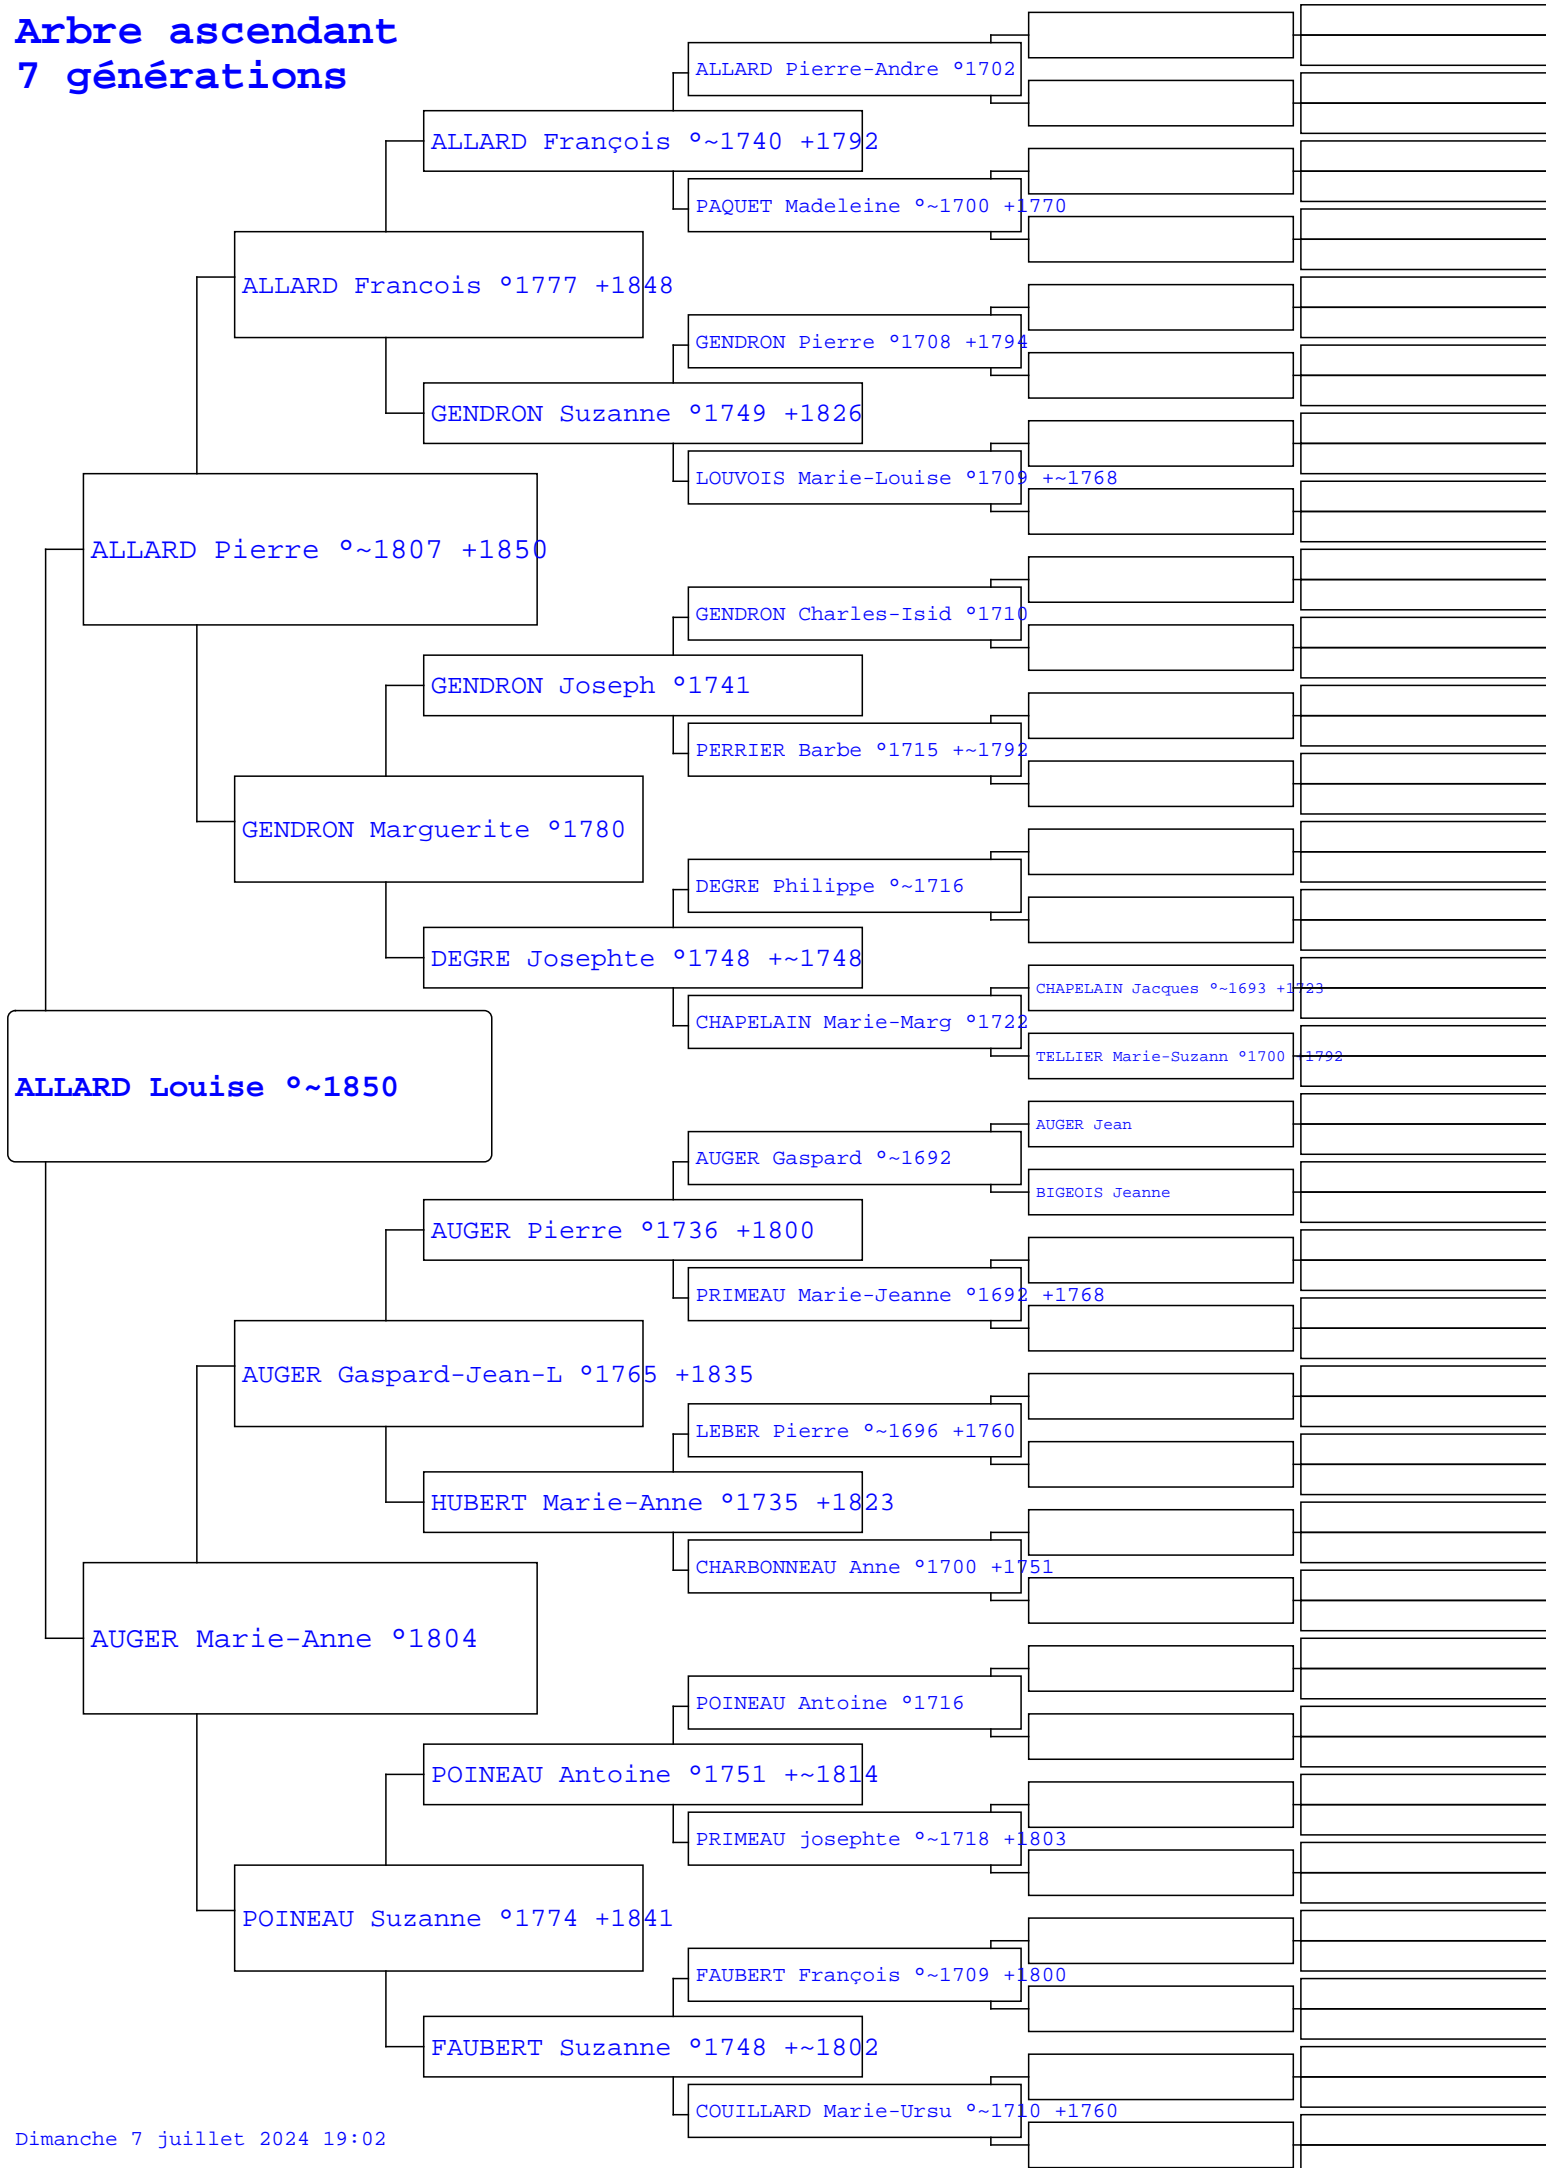 Arbre ascendant
7 générations
ALLARD Pierre-Andre °1702
ALLARD François °~1740 +1792
PAQUET Madeleine °~1700 +1770
ALLARD Francois °1777 +1848
GENDRON Pierre °1708 +1794
GENDRON Suzanne °1749 +1826
LOUVOIS Marie-Louise °1709 +~1768
ALLARD Pierre °~1807 +1850
GENDRON Charles-Isid °1710
GENDRON Joseph °1741
PERRIER Barbe °1715 +~1792
GENDRON Marguerite °1780
DEGRE Philippe °~1716
DEGRE Josephte °1748 +~1748
CHAPELAIN Jacques °~1693 +1723
CHAPELAIN Marie-Marg °1722
TELLIER Marie-Suzann °1700 +1792
ALLARD Louise °~1850
AUGER Jean
AUGER Gaspard °~1692
BIGEOIS Jeanne
AUGER Pierre °1736 +1800
PRIMEAU Marie-Jeanne °1692 +1768
AUGER Gaspard-Jean-L °1765 +1835
LEBER Pierre °~1696 +1760
HUBERT Marie-Anne °1735 +1823
CHARBONNEAU Anne °1700 +1751
AUGER Marie-Anne °1804
POINEAU Antoine °1716
POINEAU Antoine °1751 +~1814
PRIMEAU josephte °~1718 +1803
POINEAU Suzanne °1774 +1841
FAUBERT François °~1709 +1800
FAUBERT Suzanne °1748 +~1802
COUILLARD Marie-Ursu °~1710 +1760
Dimanche 7 juillet 2024 19:02